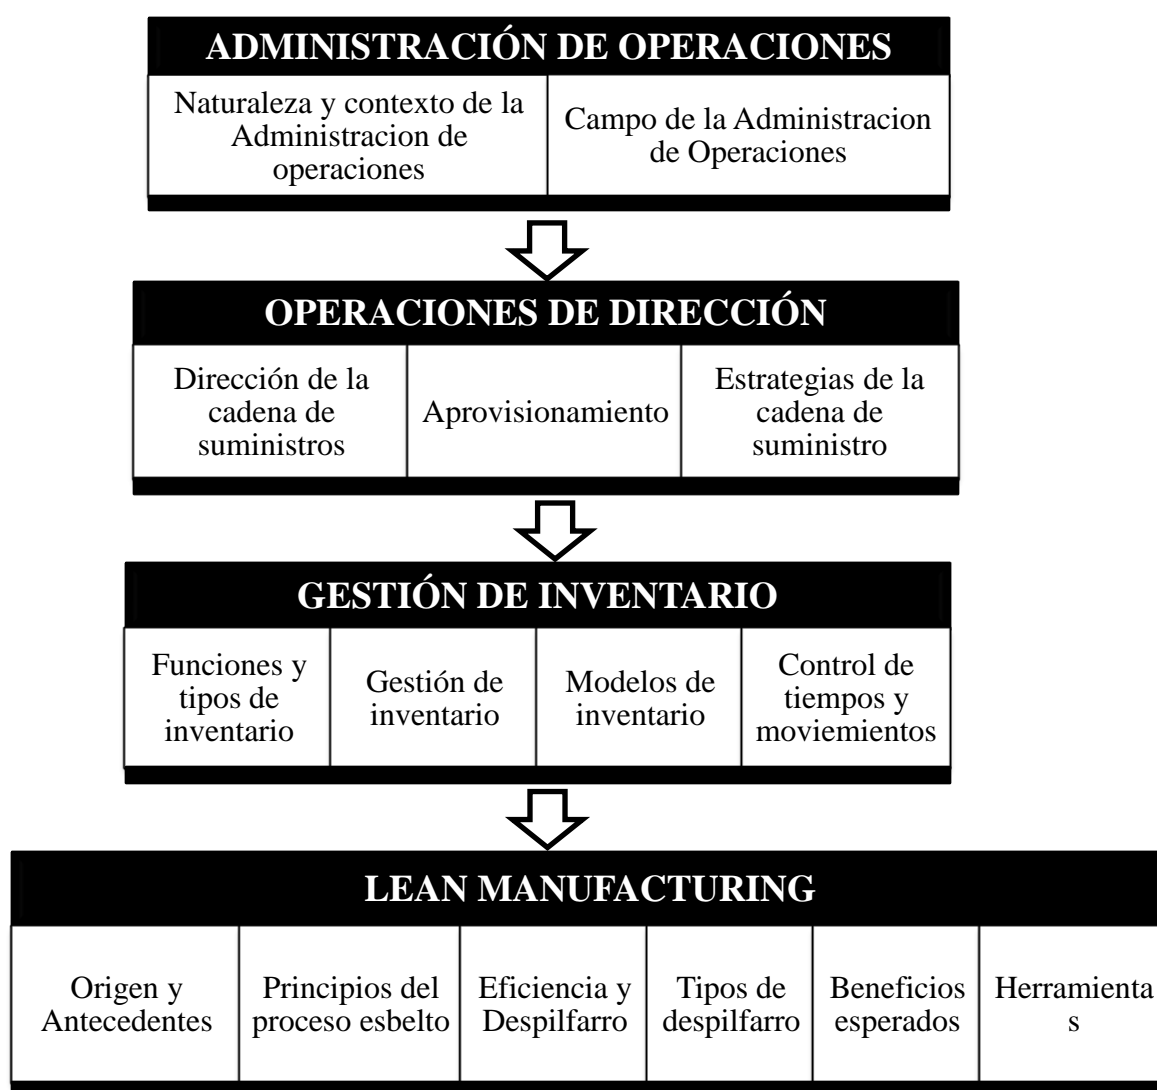 ADMINISTRACIÓN DE OPERACIONES
Naturaleza y contexto de la
Administracion de
operaciones
Campo de la Administracion
de Operaciones
OPERACIONES DE DIRECCIÓN
Dirección de la
cadena de
suministros
Aprovisionamiento
Estrategias de la
cadena de
suministro
GESTIÓN DE INVENTARIO
Funciones y
tipos de
inventario
Gestión de
inventario
Modelos de
inventario
Control de
tiempos y
moviemientos
LEAN MANUFACTURING
Origen y
Antecedentes
Principios del
proceso esbelto
Eficiencia y
Despilfarro
Tipos de
despilfarro
Beneficios
esperados
Herramienta
s